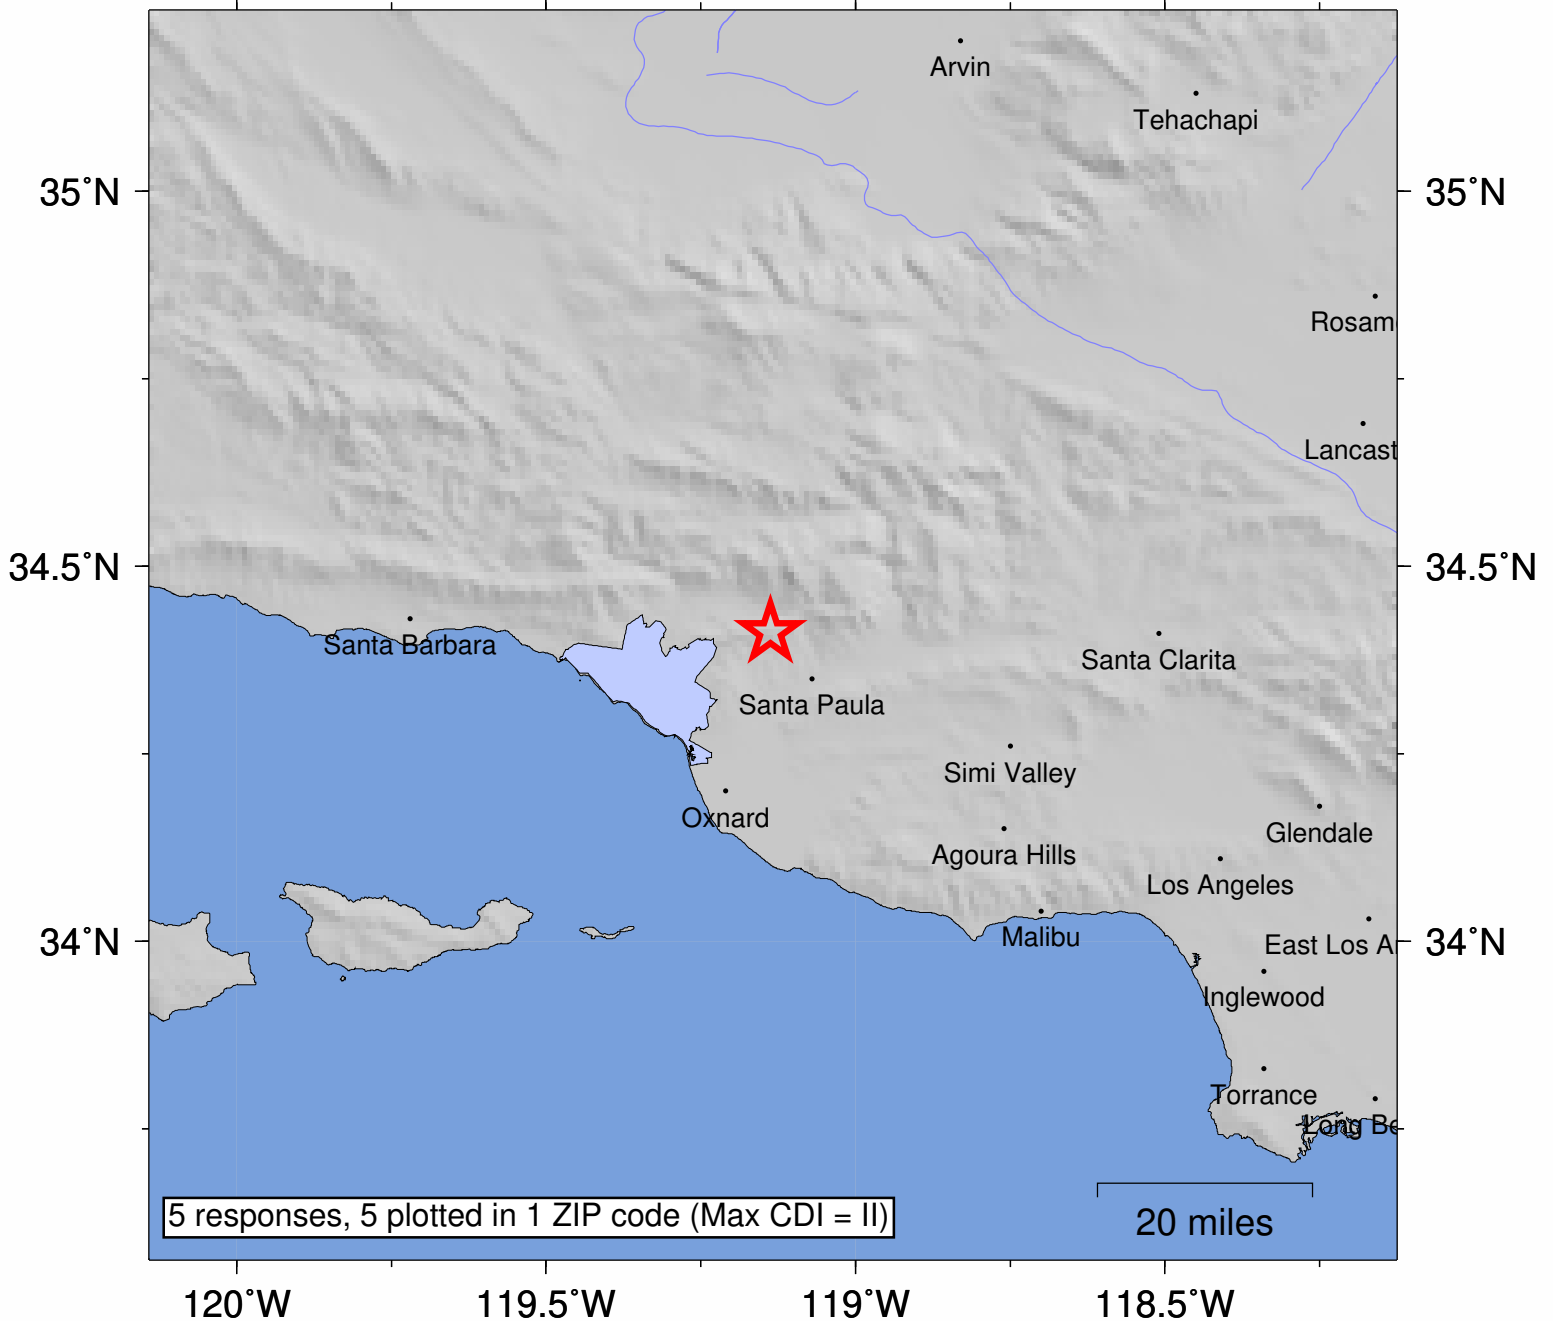 Arvin
Tehachapi
35˚N
35˚N
Rosam
Lancast
34.5˚N
34.5˚N
Santa Barbara
Santa Clarita
Santa Paula
Simi Valley
Oxnard
Glendale
Agoura Hills
Los Angeles
34˚N
34˚N
Malibu
East Los A
Inglewood
Torrance
Long Be
5 responses, 5 plotted in 1 ZIP code (Max CDI = II)
20 miles
120˚W
119.5˚W
119˚W
118.5˚W